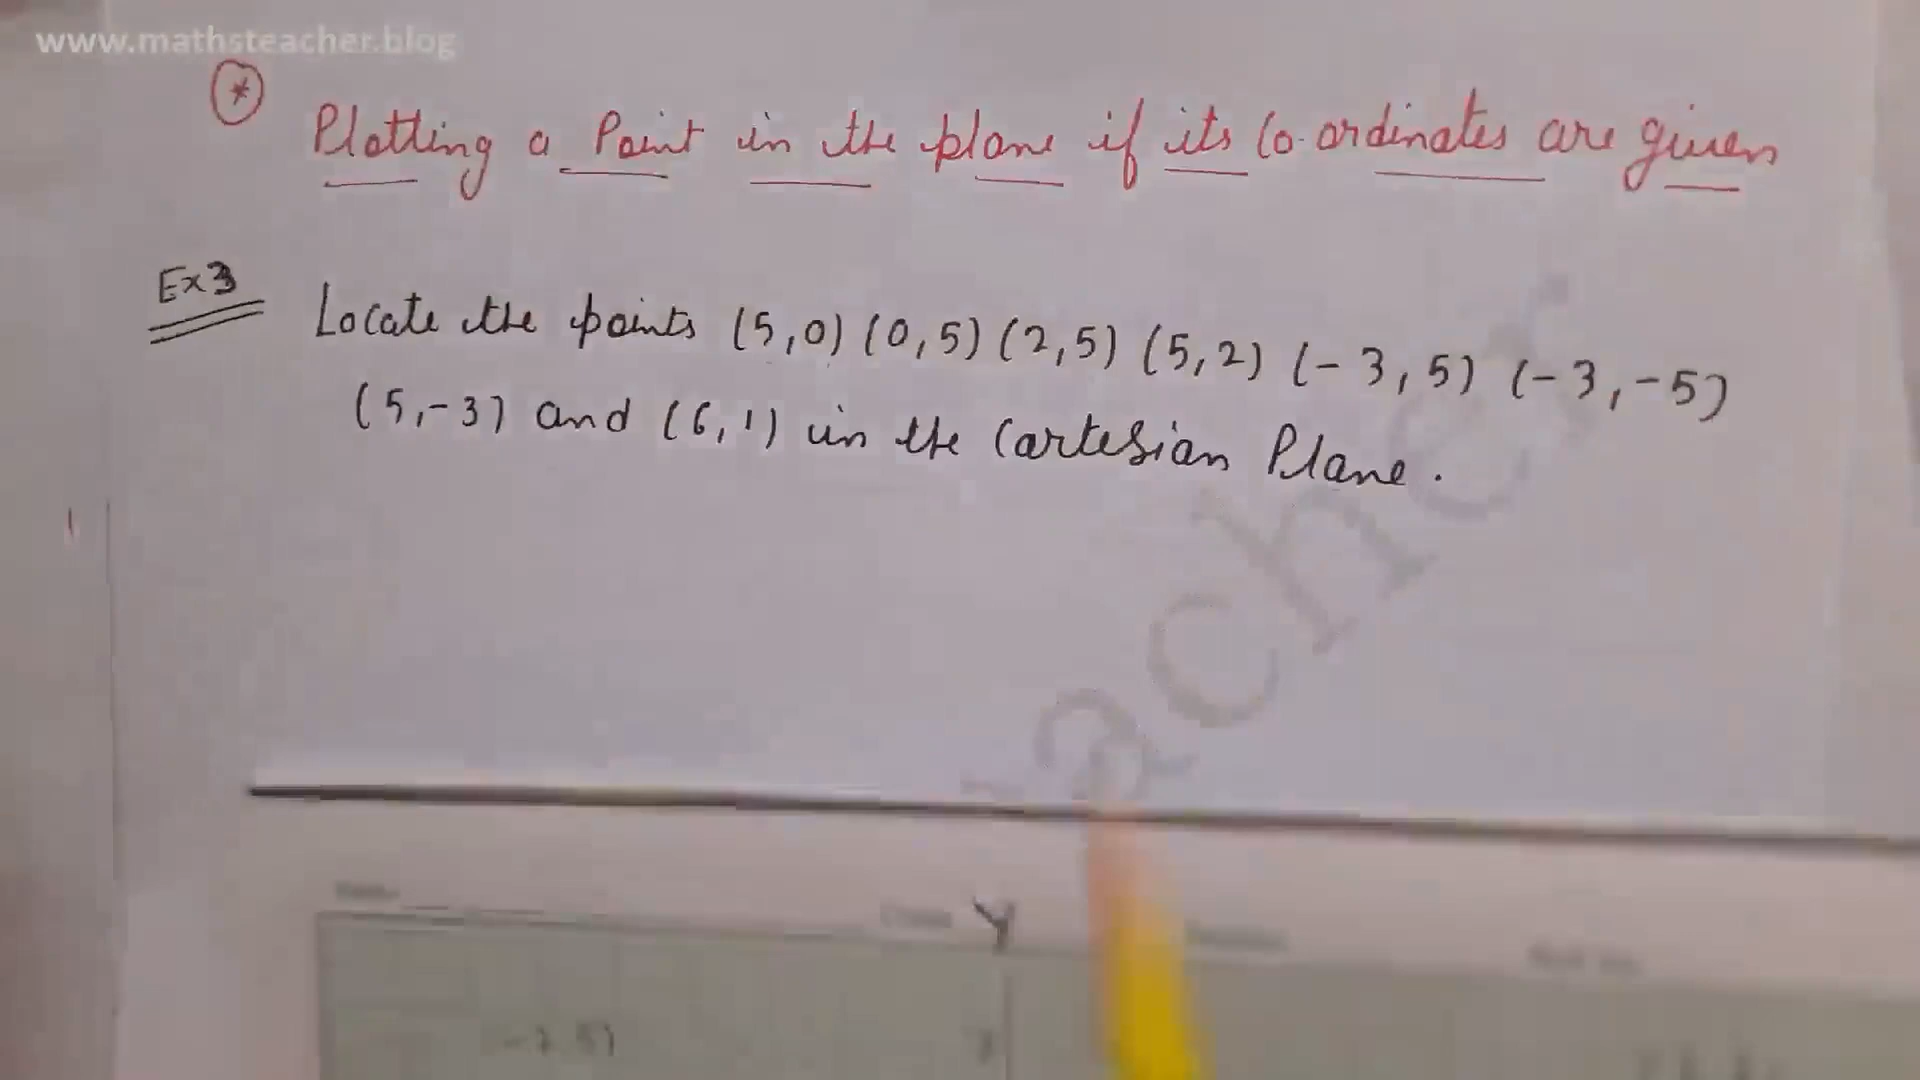 www.mathsteacher.blog
* Plotting a Point in the plane if its Co-ordinates are given
Ex3 Locate the points (5,0) (0,5) (2,5) (5,2) (-3,5) (-3,-5)
(5,-3) and (6,1) in the Cartesian Plane.
acher
Y